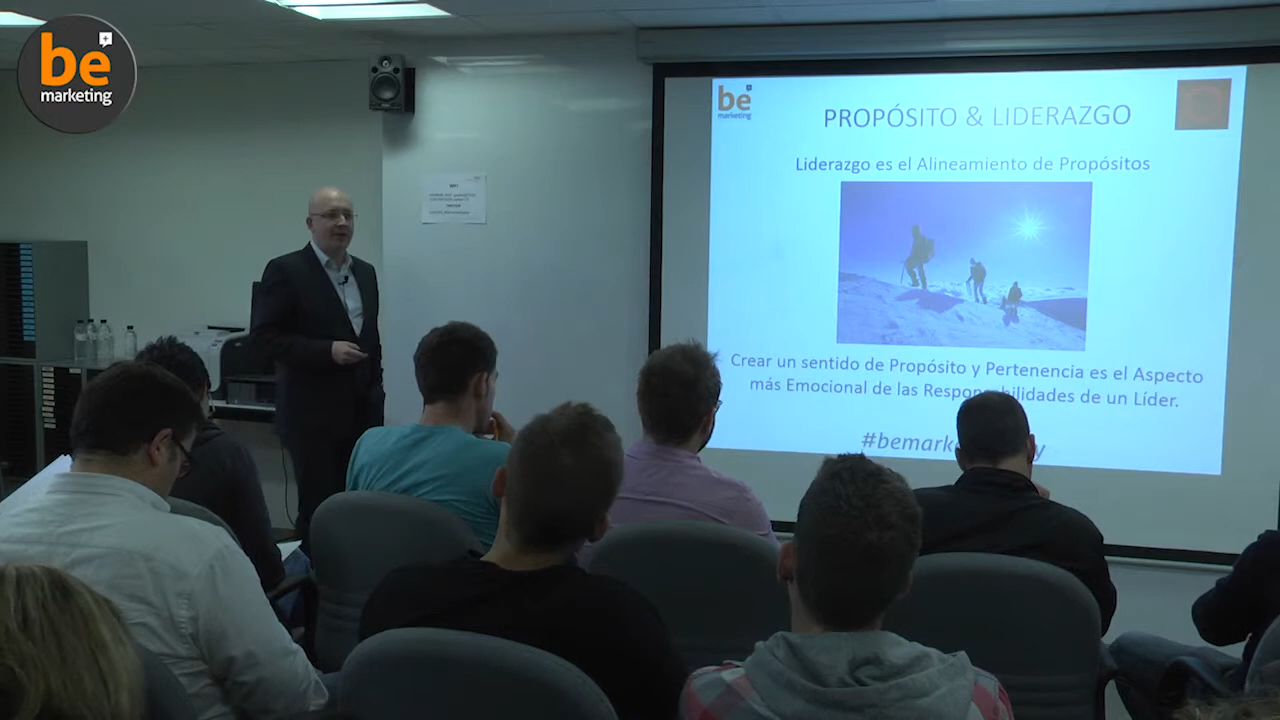 be
marketing
be
marketing
PROPÓSITO & LIDERAZGO
Liderazgo es el Alineamiento de Propósitos
Crear un sentido de Propósito y Pertenencia es el Aspecto
más Emocional de las Responsabilidades de un Líder.
#bemark